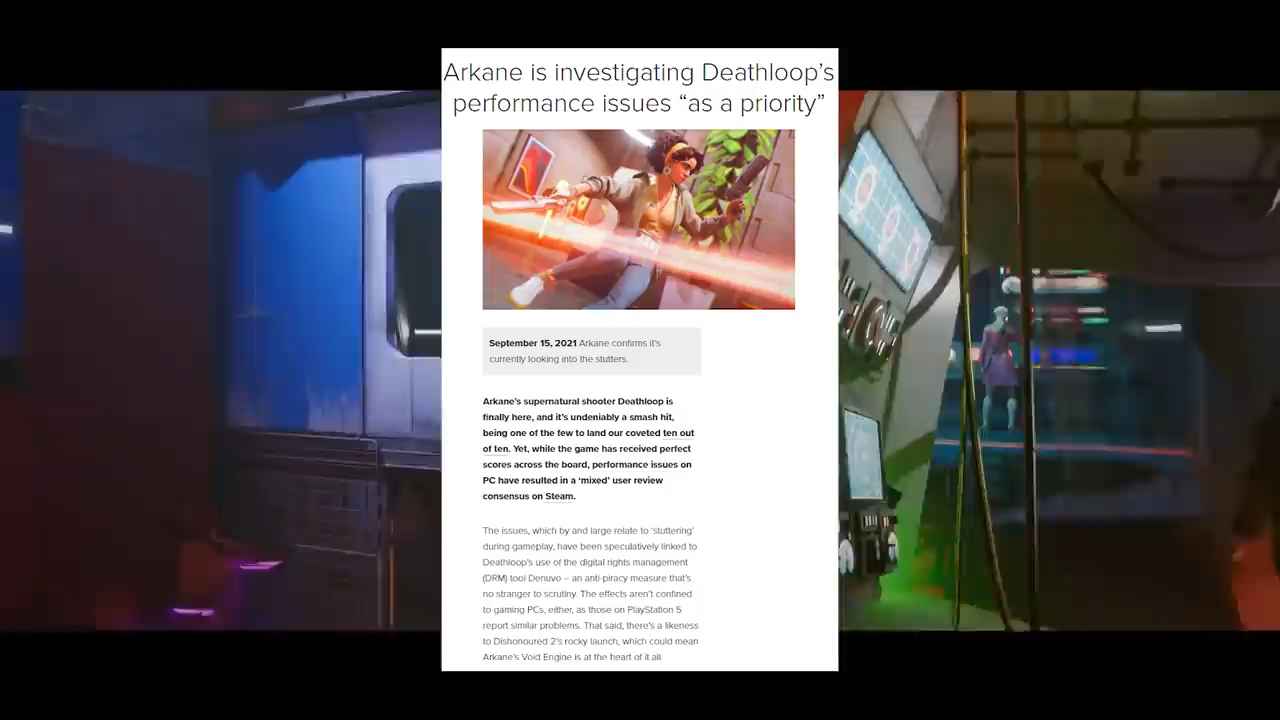 Arkane is investigating Deathloop’s
performance issues “as a priority”
September 15, 2021 Arkane confirms it’s
currently looking into the stutters.
Arkane’s supernatural shooter Deathloop is
finally here, and it’s undeniably a smash hit,
being one of the few to land our coveted ten out
of ten. Yet, while the game has received perfect
scores across the board, performance issues on
PC have resulted in a ‘mixed’ user review
consensus on Steam.
The issues, which by and large relate to ‘stuttering’
during gameplay, have been speculatively linked to
Deathloop’s use of the digital rights management
(DRM) tool Denuvo – an anti-piracy measure that’s
no stranger to scrutiny. The effects aren’t confined
to gaming PCs, either, as those on PlayStation 5
report similar problems. That said, there’s a likeness
to Dishonoured 2’s rocky launch, which could mean
Arkane’s Void Engine is at the heart of it all